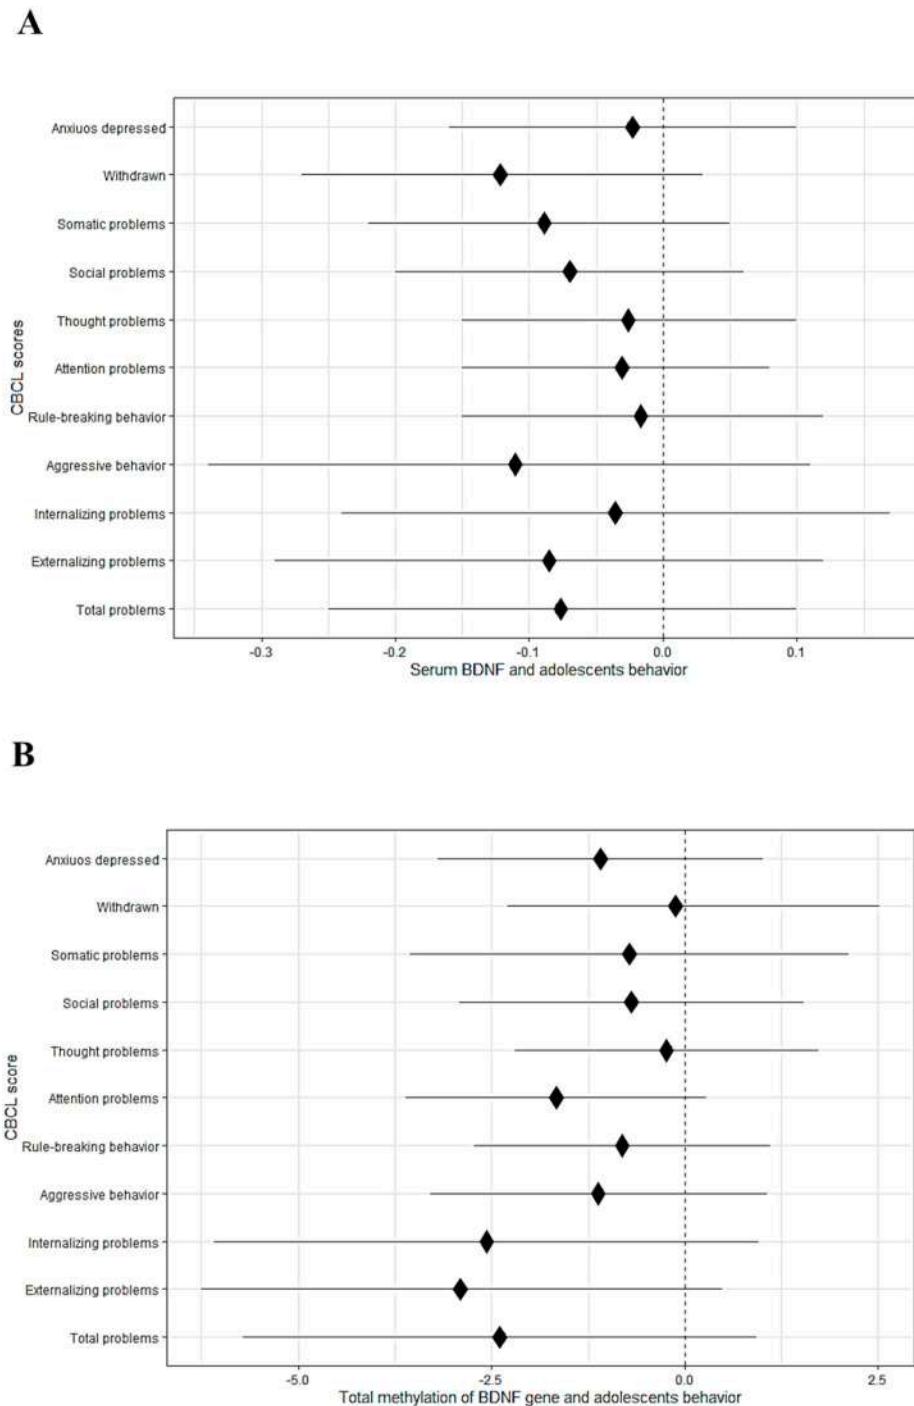 A
Anxiuos depressed
Withdrawn
Somatic problems
Social problems
Thought problems
Attention problems
Rule-breaking behavior
Aggressive behavior
Internalizing problems
Externalizing problems
Total problems
CBCL scores
-0.3 -0.2 -0.1 0.0 0.1
Serum BDNF and adolescents behavior
B
Anxiuos depressed
Withdrawn
Somatic problems
Social problems
Thought problems
Attention problems
Rule-breaking behavior
Aggressive behavior
Internalizing problems
Externalizing problems
Total problems
CBCL score
-5.0 -2.5 0.0 2.5
Total methylation of BDNF gene and adolescents behavior